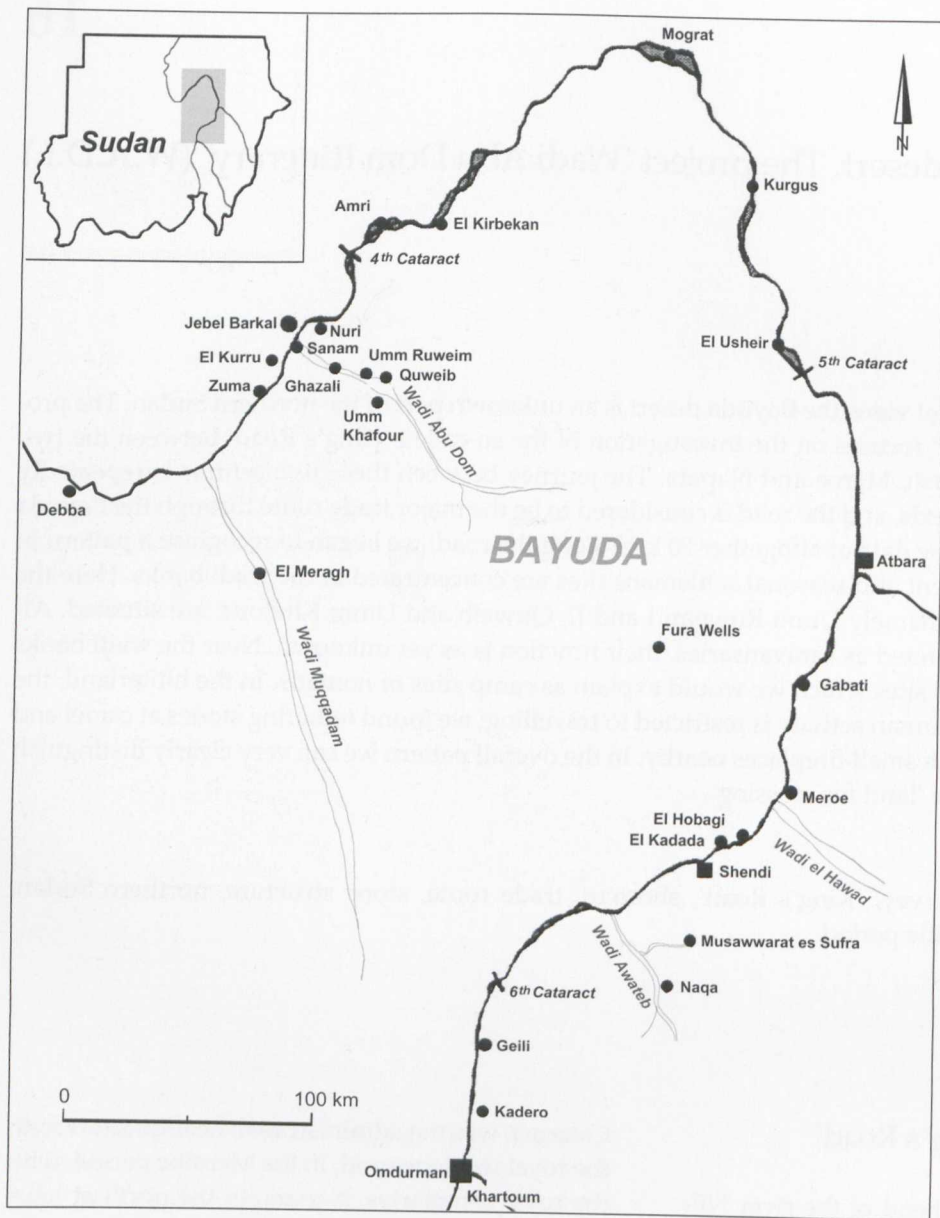 Mograt
Sudan
N
Kurgus
Amri
El Kirbekan
4th Cataract
Jebel Barkal
Nuri
Sanam
El Usheir
5th Cataract
El Kurru
Umm Ruweim
Quweib
Zuma
Ghazali
Umm
Khafour
Wadi Abu Dom
Debba
BAYUDA
Atbara
El Meragh
Fura Wells
Wadi Muqqadam
Gabati
Meroe
El Hobagi
El Kadada
Shendi
Wadi el Hawad
Musawwarat es Sufra
Wadi Awateb
Naqa
6th Cataract
Geili
0
100 km
Kadero
Omdurman
Khartoum